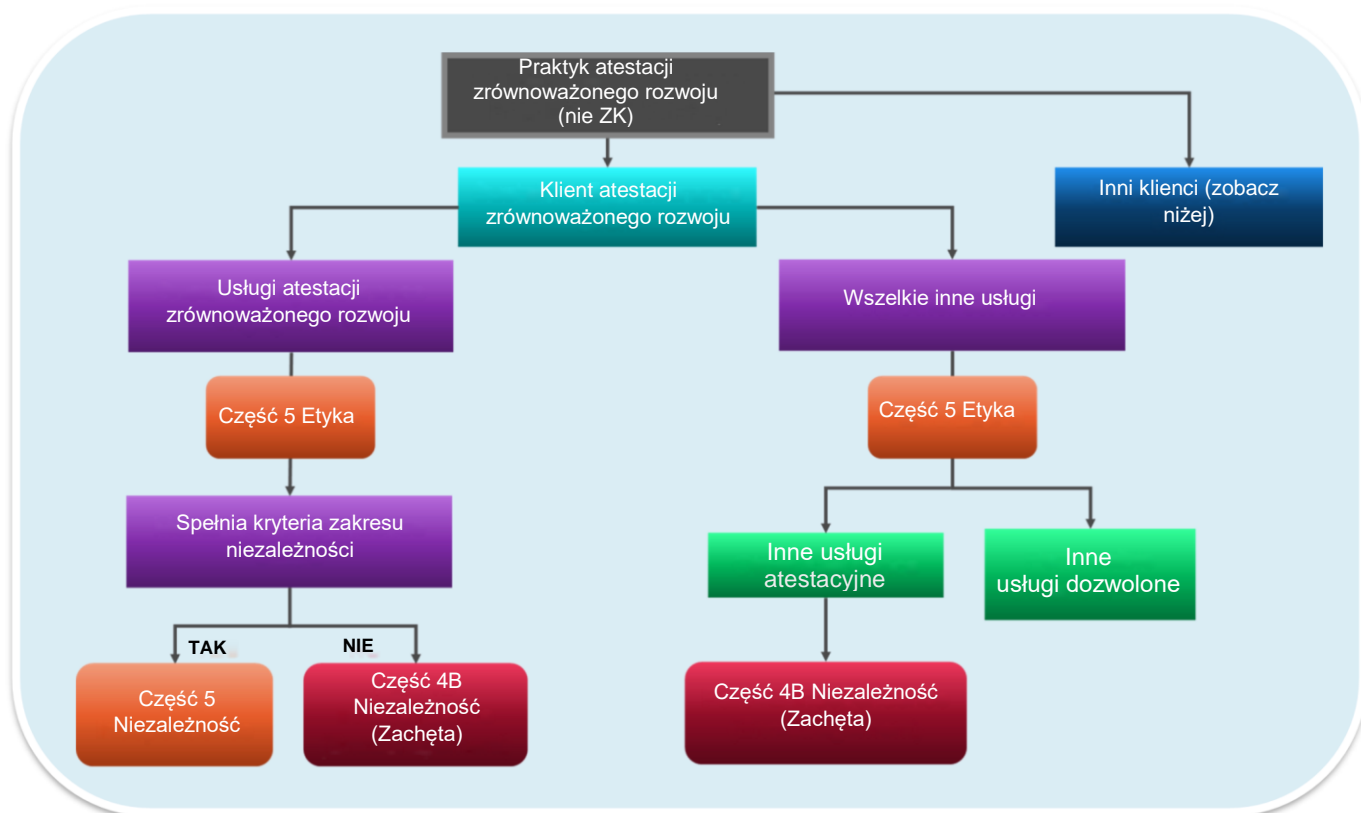 Praktyk atestacji
zrównoważonego rozwoju
(nie ZK)
Klient atestacji
zrównoważonego rozwoju
Inni klienci (zobacz
niżej)
Usługi atestacji
zrównoważonego rozwoju
Wszelkie inne usługi
Część 5 Etyka
Część 5 Etyka
Spełnia kryteria zakresu
niezależności
Inne usługi
atestacyjne
Inne
usługi dozwolone
TAK
NIE
Część 5
Niezależność
Część 4B
Niezależność
(Zachęta)
Część 4B Niezależność
(Zachęta)